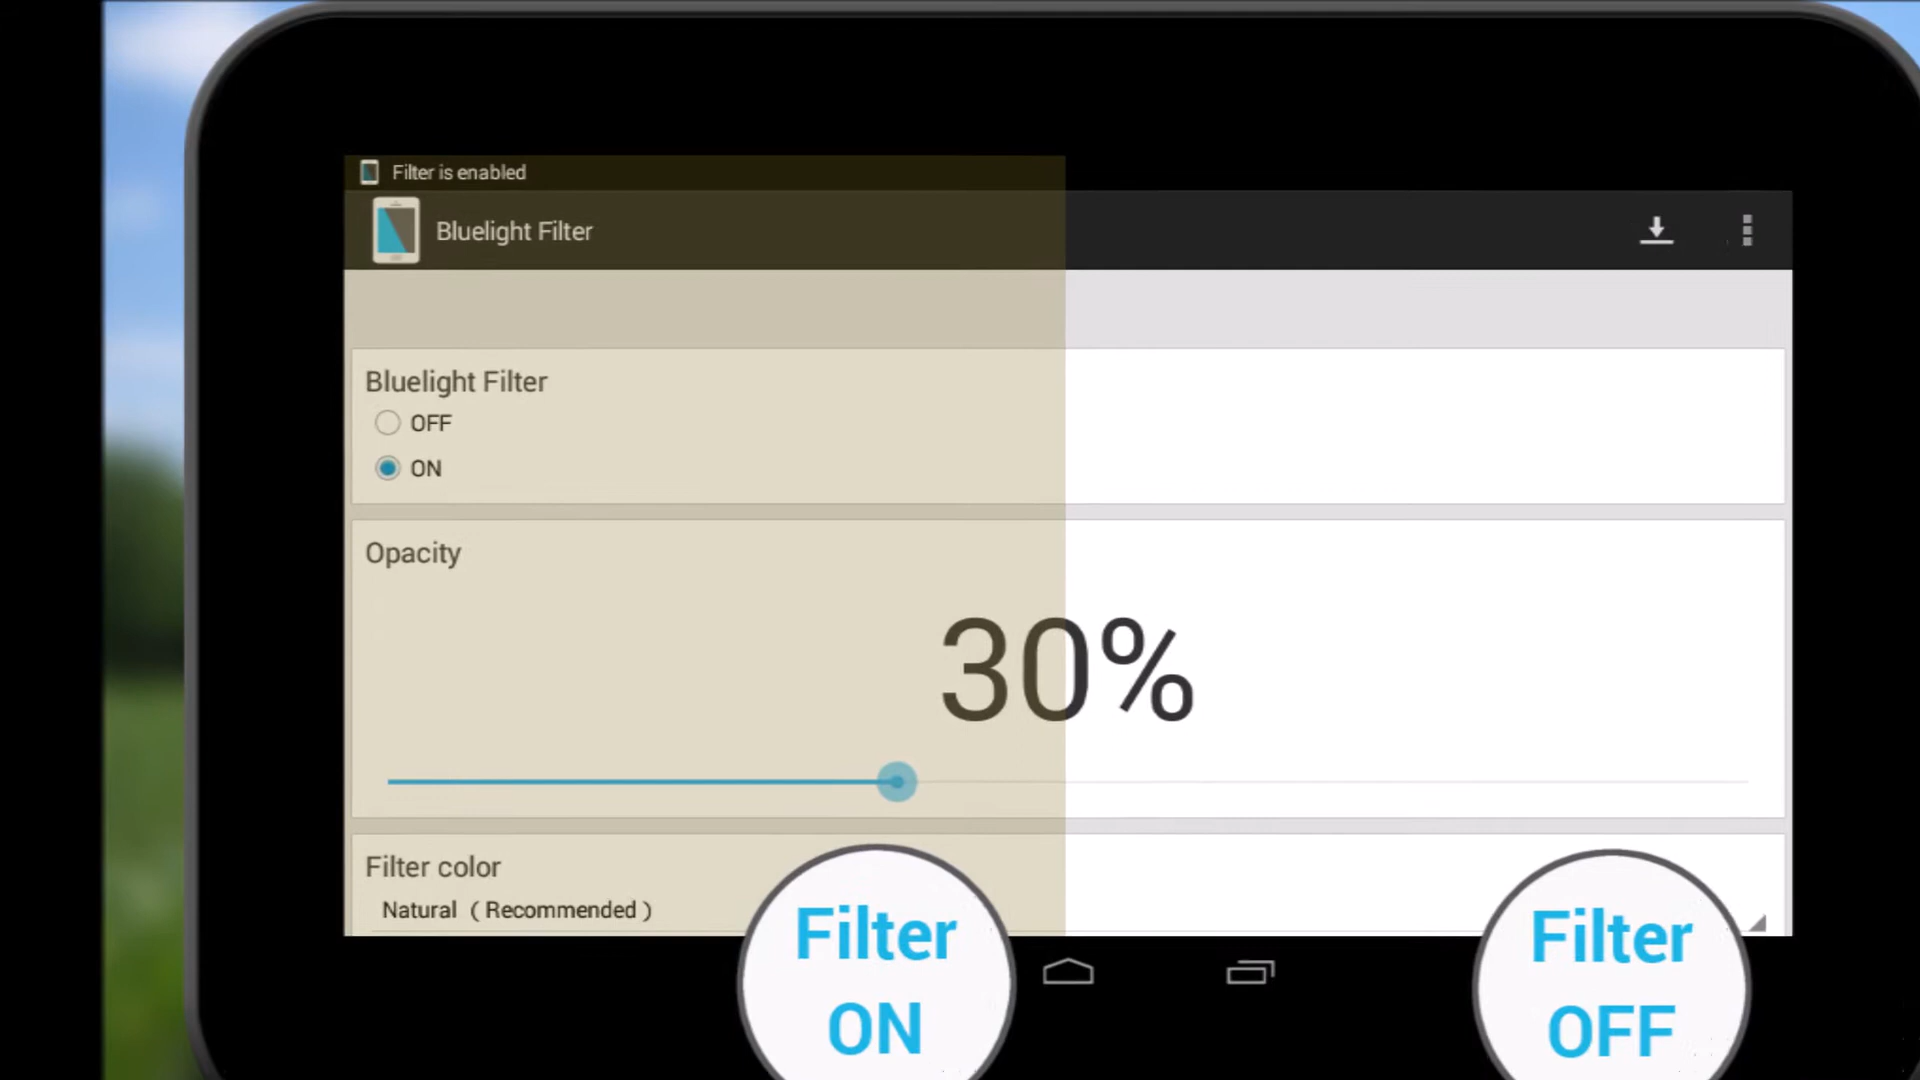 Filter is enabled
Bluelight Filter
Bluelight Filter
OFF
ON
Opacity
30%
Filter color
Natural ( Recommended )
Filter
ON
Filter
OFF